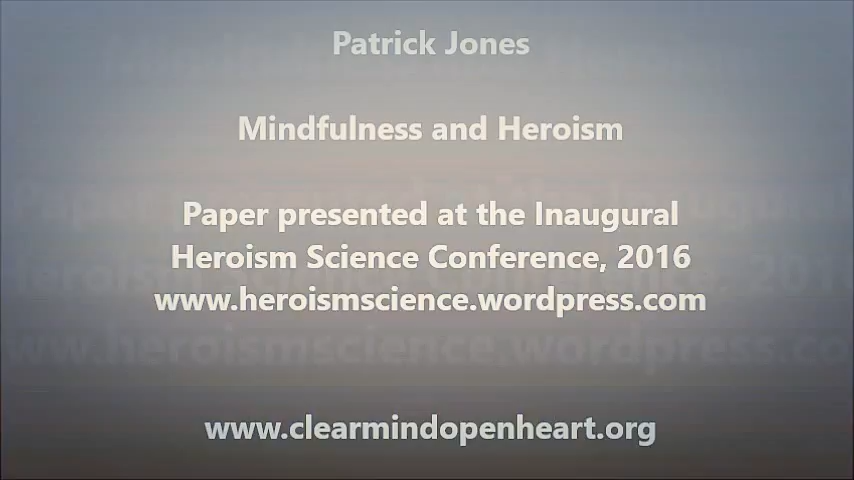 Patrick Jones
Mindfulness and Heroism
Paper presented at the Inaugural
Heroism Science Conference, 2016
www.heroismscience.wordpress.com
www.clearmindopenheart.org